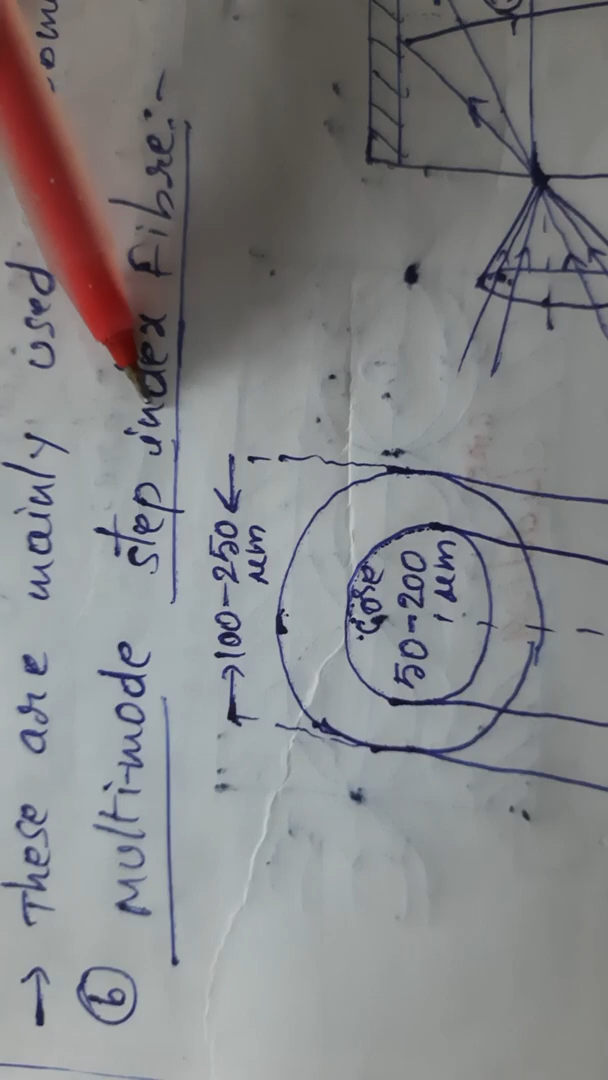 → These are mainly used
ⓑ Multi-mode step index Fibre:-
→100-250←
μm
core
50-200
μm